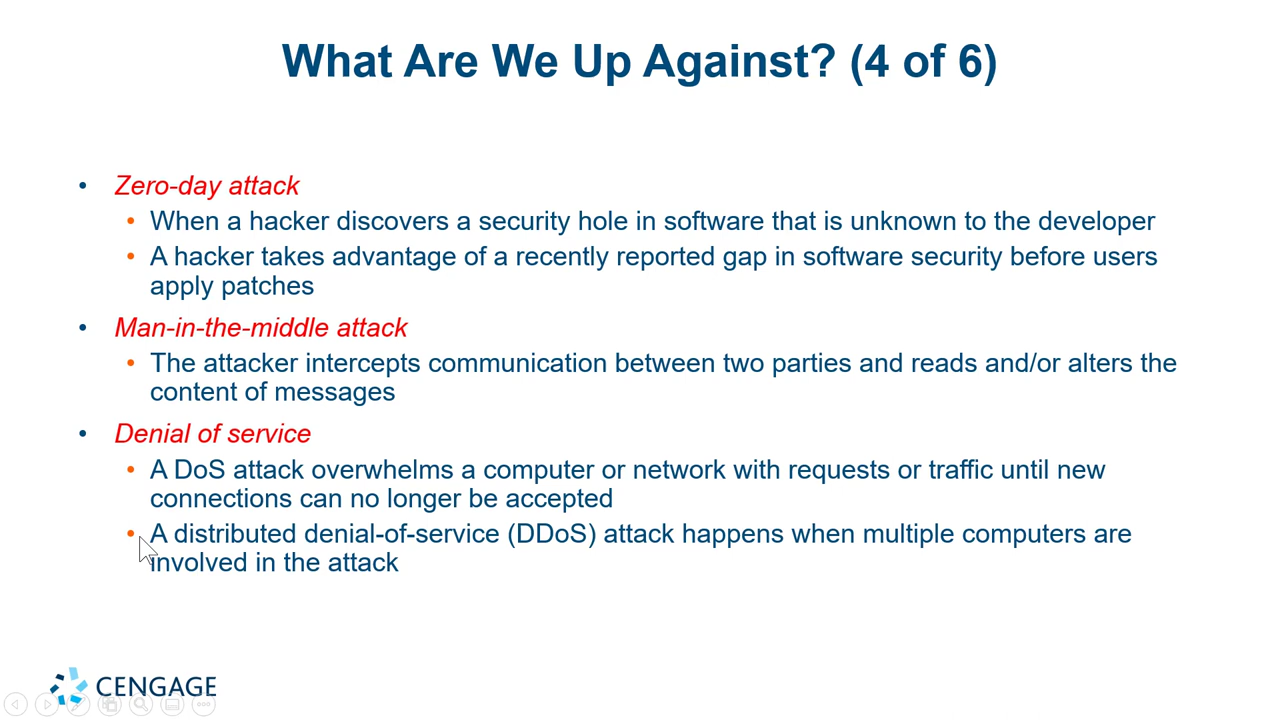 What Are We Up Against? (4 of 6)
• Zero-day attack
• When a hacker discovers a security hole in software that is unknown to the developer
• A hacker takes advantage of a recently reported gap in software security before users
apply patches
• Man-in-the-middle attack
• The attacker intercepts communication between two parties and reads and/or alters the
content of messages
• Denial of service
• A DoS attack overwhelms a computer or network with requests or traffic until new
connections can no longer be accepted
• A distributed denial-of-service (DDoS) attack happens when multiple computers are
involved in the attack
CENGAGE